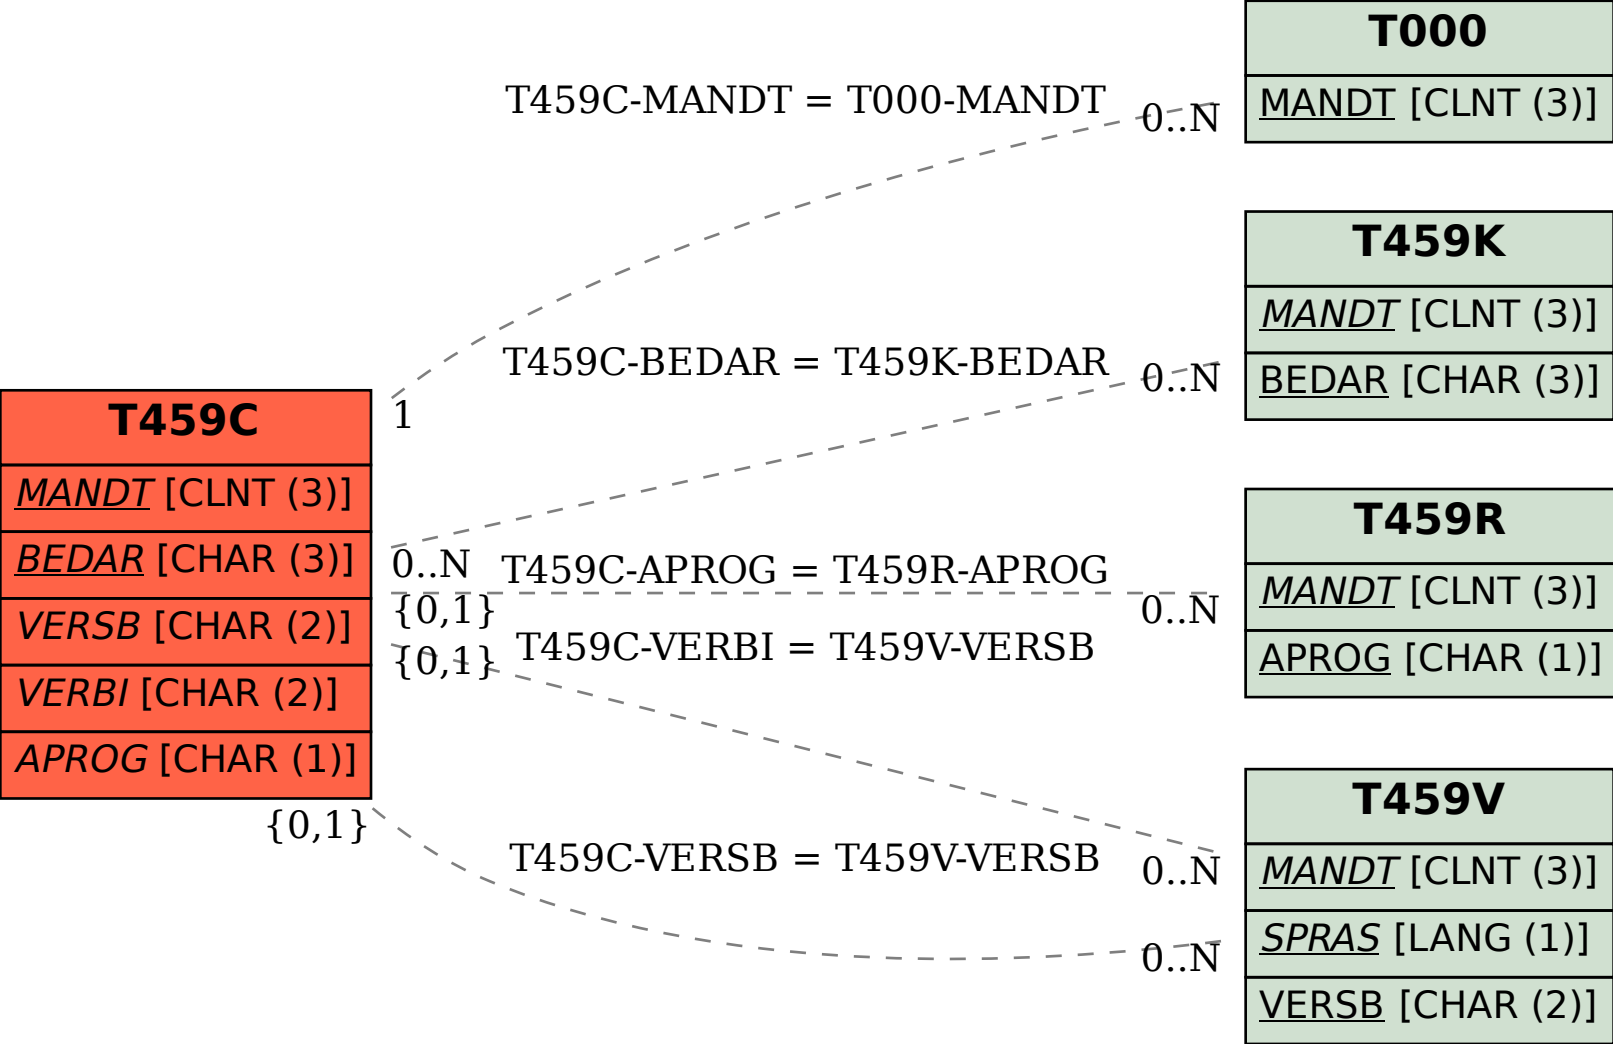 T000
MANDT [CLNT (3)]
T459C-MANDT = T000-MANDT
0..N
T459K
MANDT [CLNT (3)]
BEDAR [CHAR (3)]
T459C-BEDAR = T459K-BEDAR
0..N
T459C
MANDT [CLNT (3)]
BEDAR [CHAR (3)]
VERSB [CHAR (2)]
VERBI [CHAR (2)]
APROG [CHAR (1)]
1
0..N
T459C-APROG = T459R-APROG
{0,1}
0..N
{0,1}
T459C-VERBI = T459V-VERSB
T459R
MANDT [CLNT (3)]
APROG [CHAR (1)]
{0,1}
T459C-VERSB = T459V-VERSB
0..N
0..N
T459V
MANDT [CLNT (3)]
SPRAS [LANG (1)]
VERSB [CHAR (2)]